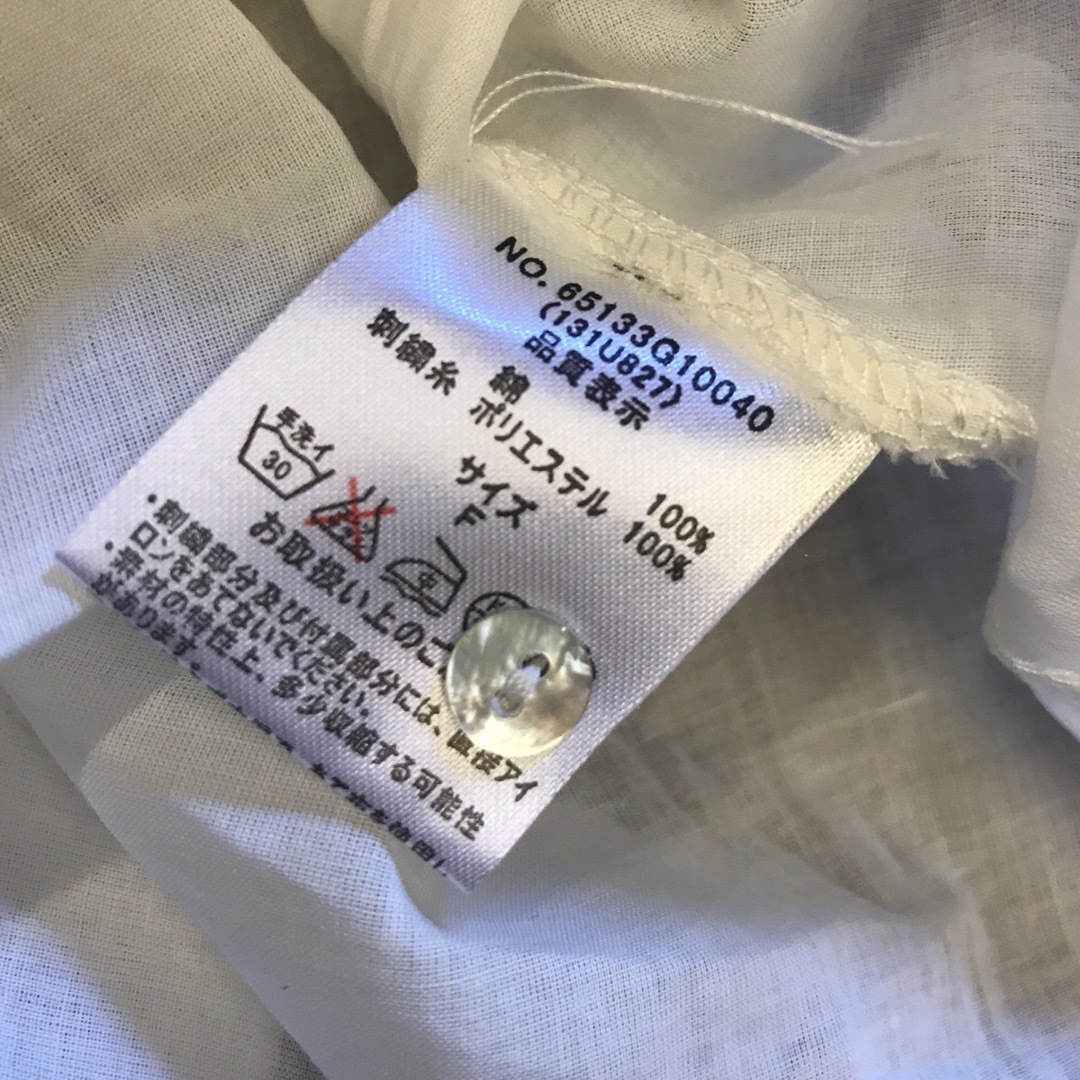 NO. 65133G10040
(131U827)
品質表示
綿 100%
刺繍糸 ポリエステル 100%
サイズ
F
手洗イ
30
中
お取扱い上のご
・刺繍部分及び付属部分には、直接アイ
ロンをあてないでください。
・素材の特性上、多少収縮する可能性
があります。